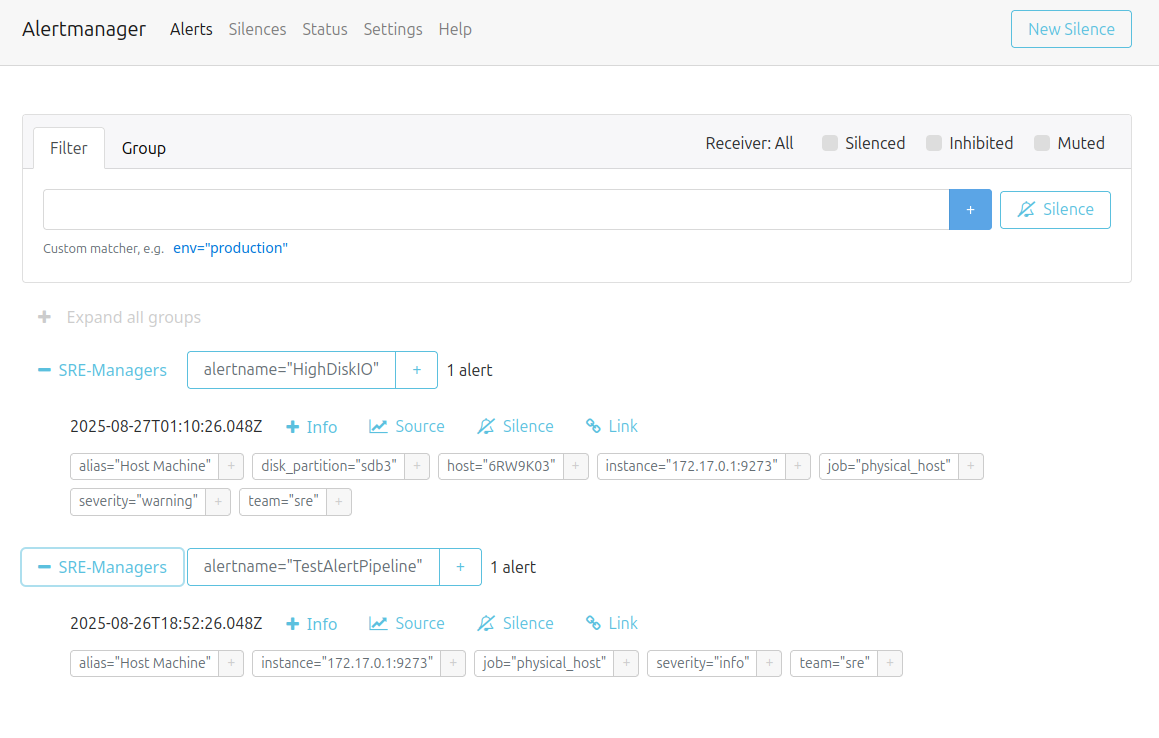 Alertmanager Alerts Silences Status Settings Help New Silence
Filter Group Receiver: All Silenced Inhibited Muted
+ Silence
Custom matcher, e.g. env="production"
+ Expand all groups
− SRE-Managers alertname="HighDiskIO" + 1 alert
2025-08-27T01:10:26.048Z + Info Source Silence Link
alias="Host Machine" + disk_partition="sdb3" + host="6RW9K03" + instance="172.17.0.1:9273" + job="physical_host" +
severity="warning" + team="sre" +
− SRE-Managers alertname="TestAlertPipeline" + 1 alert
2025-08-26T18:52:26.048Z + Info Source Silence Link
alias="Host Machine" + instance="172.17.0.1:9273" + job="physical_host" + severity="info" + team="sre" +